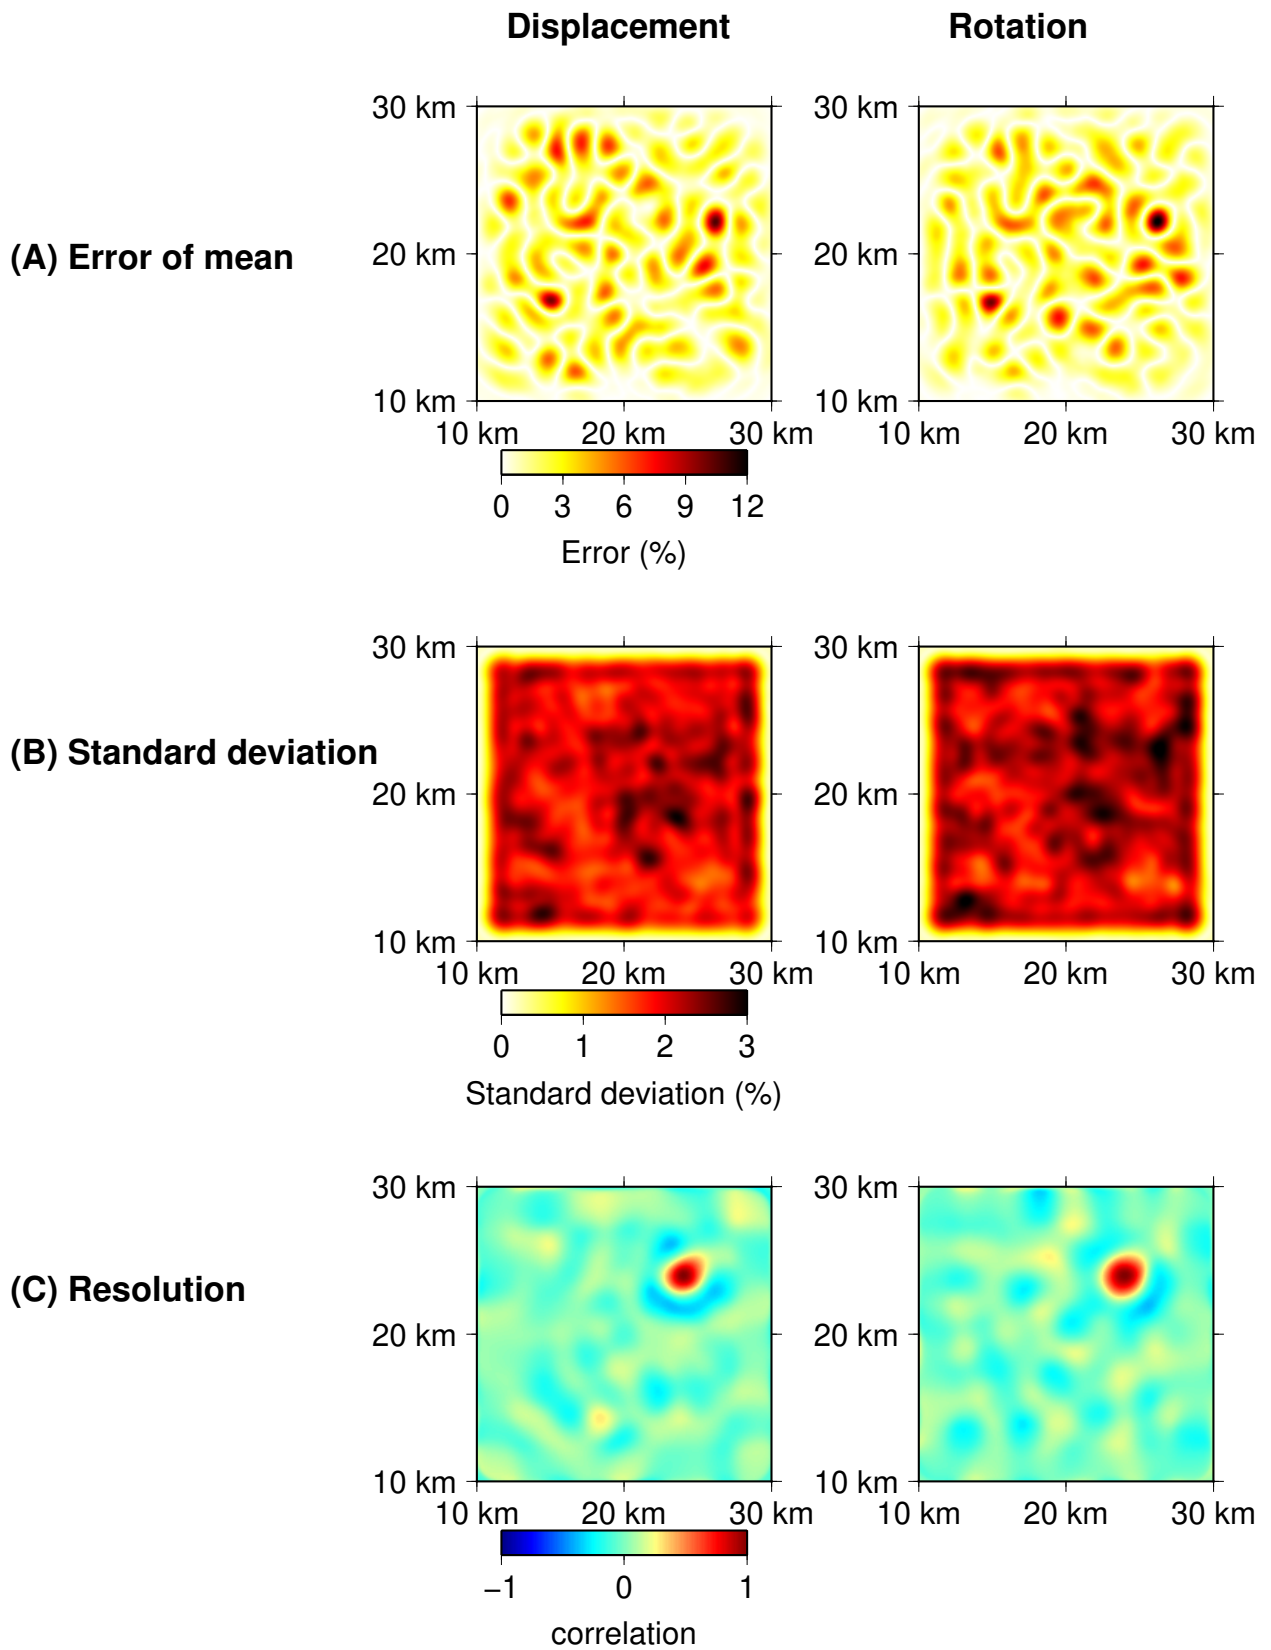 Displacement Rotation
30 km 30 km
(A) Error of mean 20 km 20 km
10 km 10 km
10 km 20 km 30 km 10 km 20 km 30 km
0 3 6 9 12
Error (%)
30 km 30 km
(B) Standard deviation
20 km 20 km
10 km 10 km
10 km 20 km 30 km 10 km 20 km 30 km
0 1 2 3
Standard deviation (%)
30 km 30 km
(C) Resolution
20 km 20 km
10 km 10 km
10 km 20 km 30 km 10 km 20 km 30 km
−1 0 1
correlation